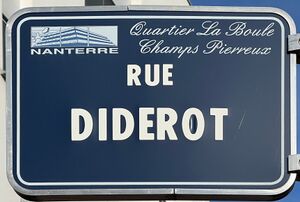 NANTERRE
Quartier La Boule
Champs Pierreux
RUE
DIDEROT